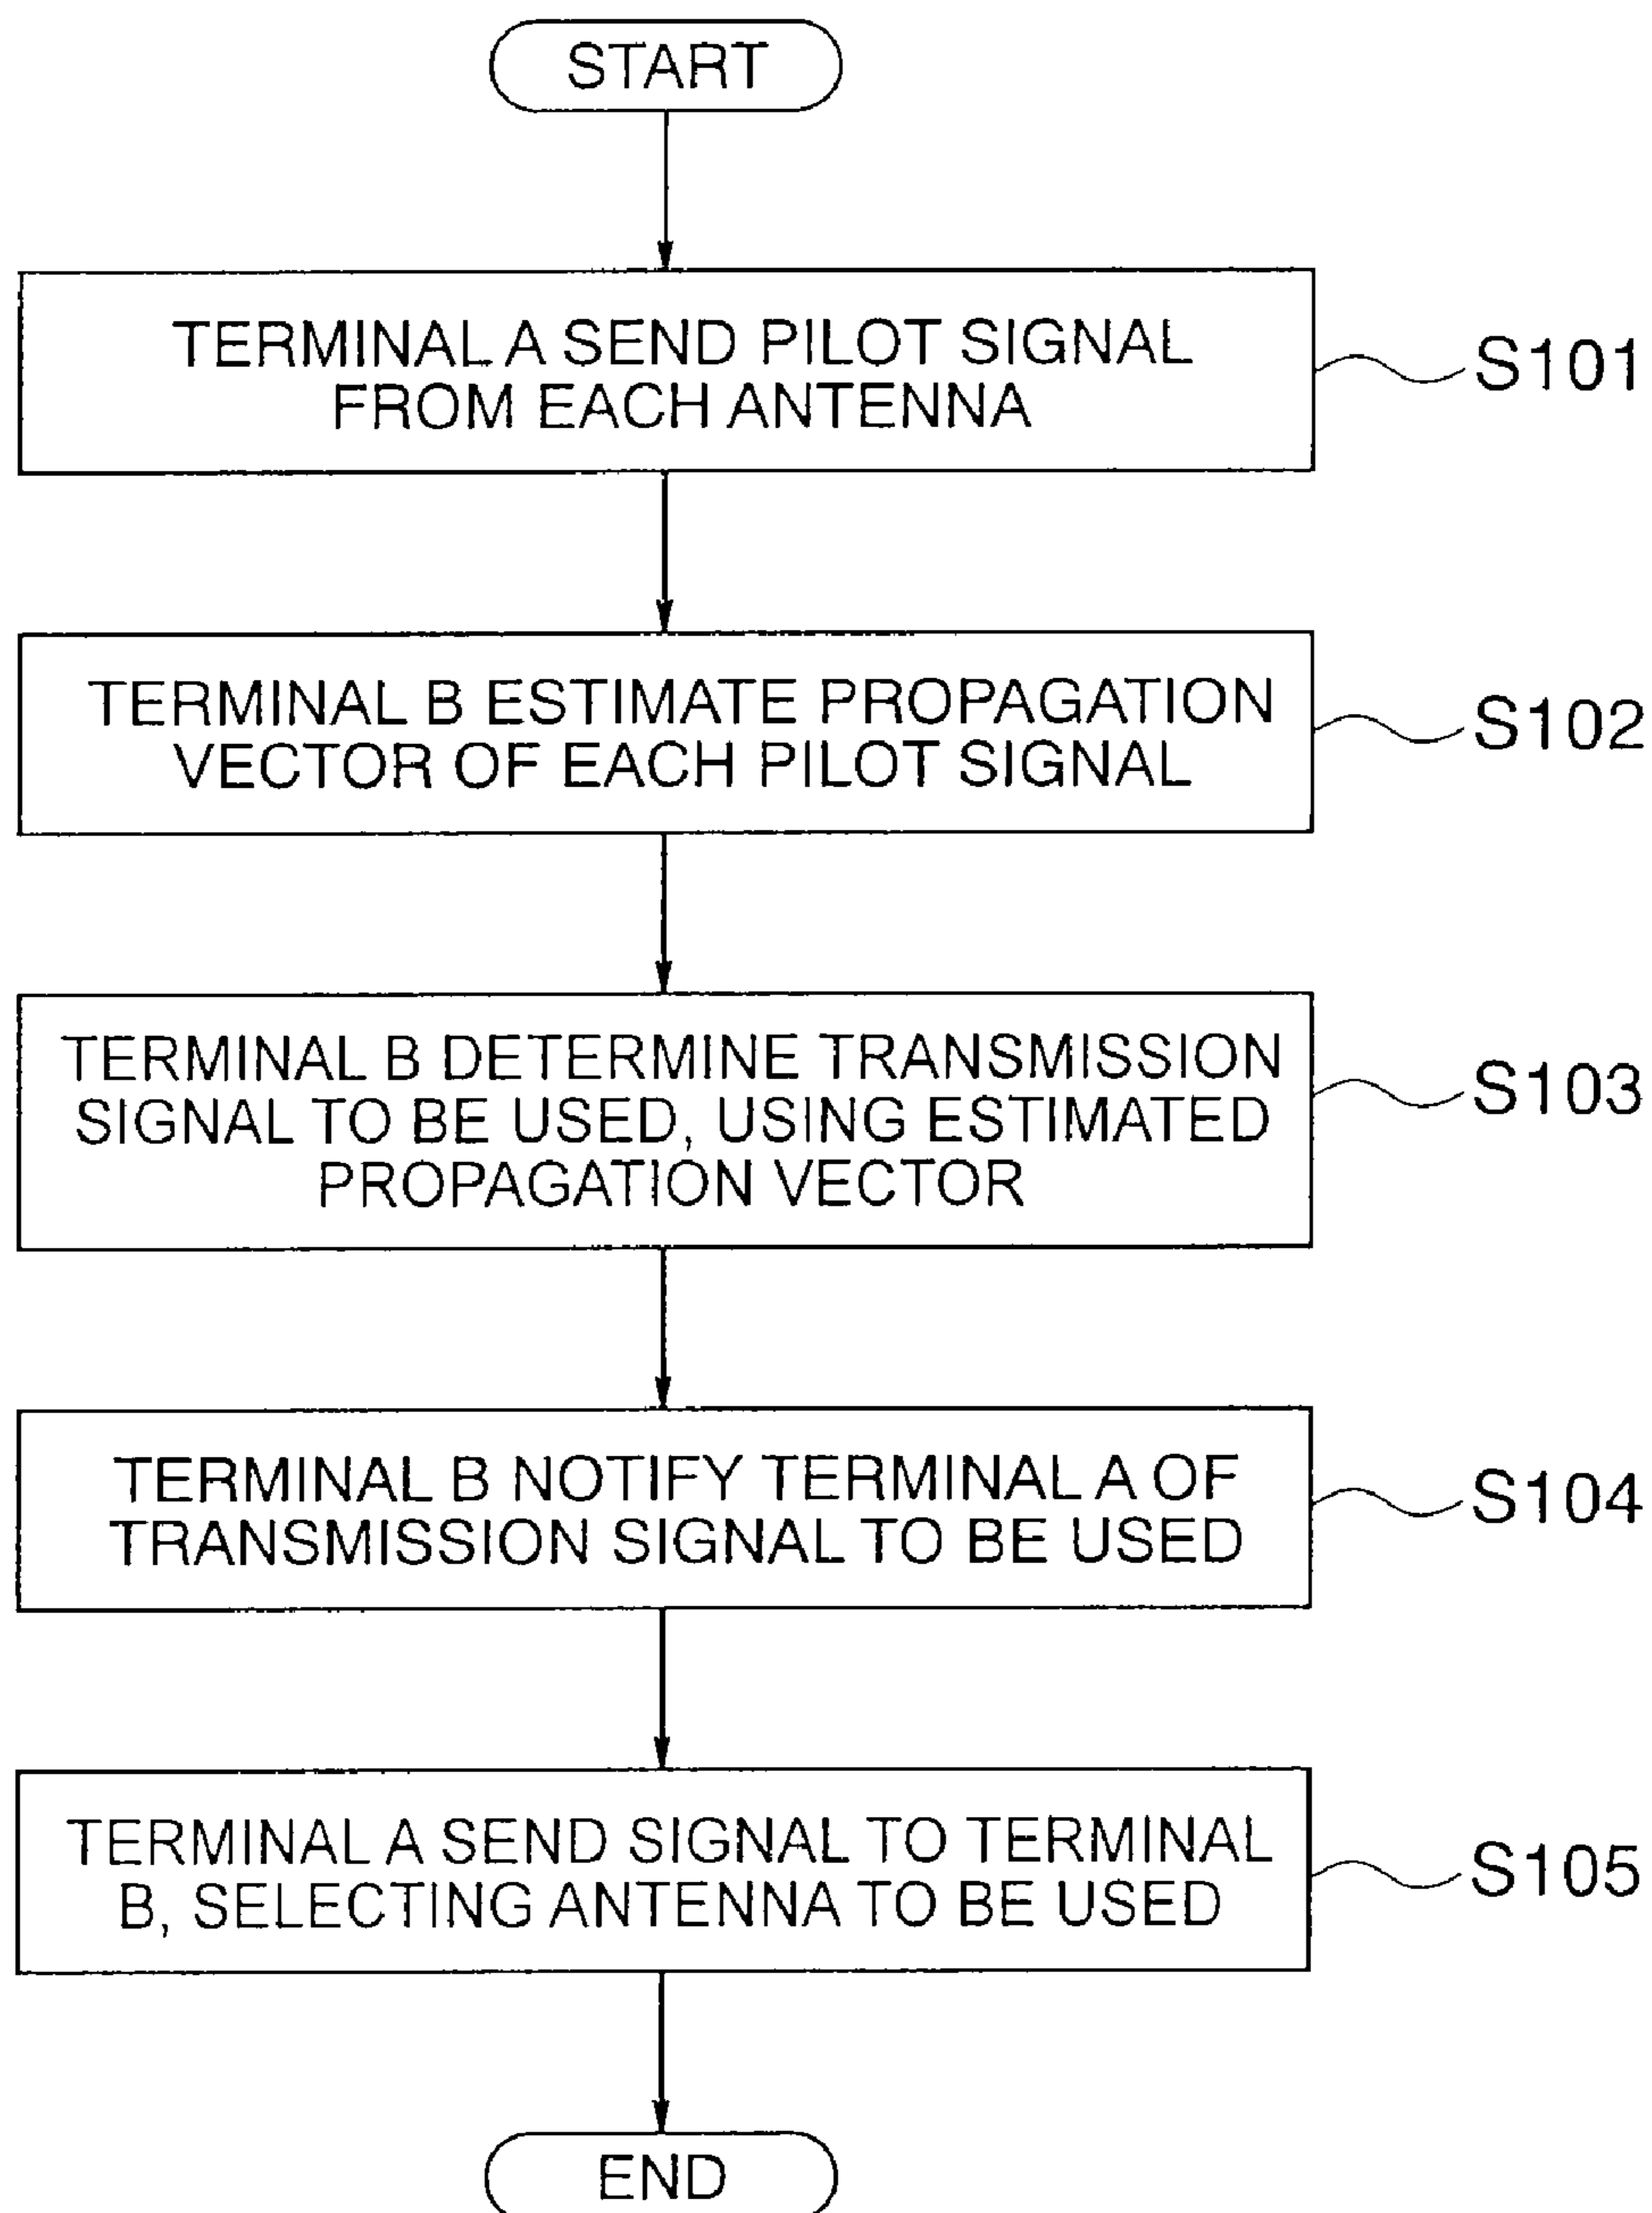 START
TERMINAL A SEND PILOT SIGNAL
FROM EACH ANTENNA
S101
TERMINAL B ESTIMATE PROPAGATION
VECTOR OF EACH PILOT SIGNAL
S102
TERMINAL B DETERMINE TRANSMISSION
SIGNAL TO BE USED, USING ESTIMATED
PROPAGATION VECTOR
S103
TERMINAL B NOTIFY TERMINAL A OF
TRANSMISSION SIGNAL TO BE USED
S104
TERMINAL A SEND SIGNAL TO TERMINAL
B, SELECTING ANTENNA TO BE USED
S105
END